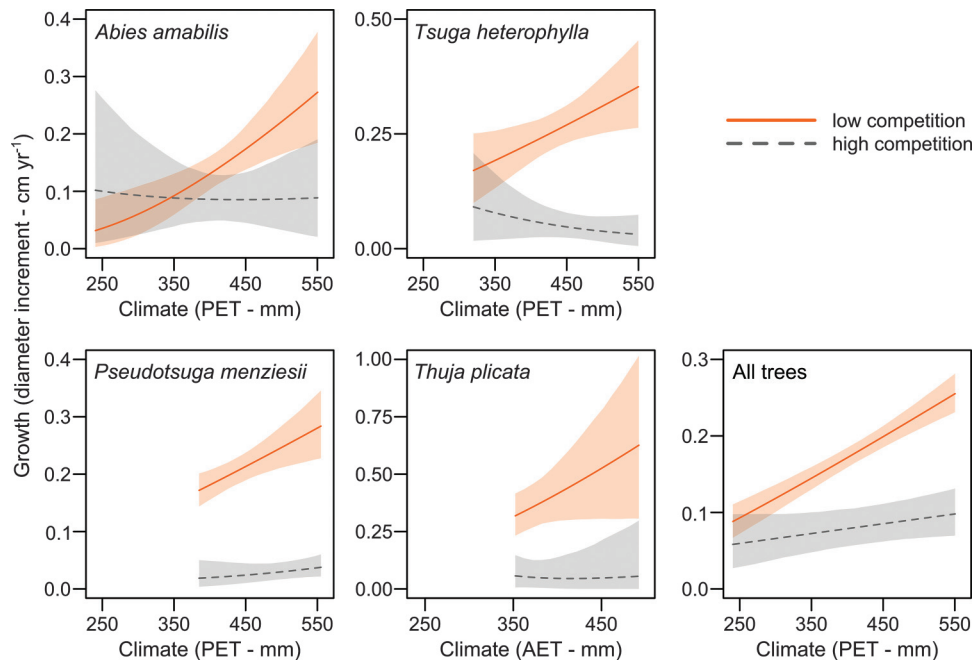 Growth (diameter increment - cm yr⁻¹)
Abies amabilis
0.4
0.3
0.2
0.1
0.0
250 350 450 550
Climate (PET - mm)
Tsuga heterophylla
0.50
0.25
0.00
250 350 450 550
Climate (PET - mm)
low competition
high competition
Pseudotsuga menziesii
0.4
0.3
0.2
0.1
0.0
250 350 450 550
Climate (PET - mm)
Thuja plicata
1.00
0.75
0.50
0.25
0.00
250 350 450
Climate (AET - mm)
All trees
0.3
0.2
0.1
0.0
250 350 450 550
Climate (PET - mm)